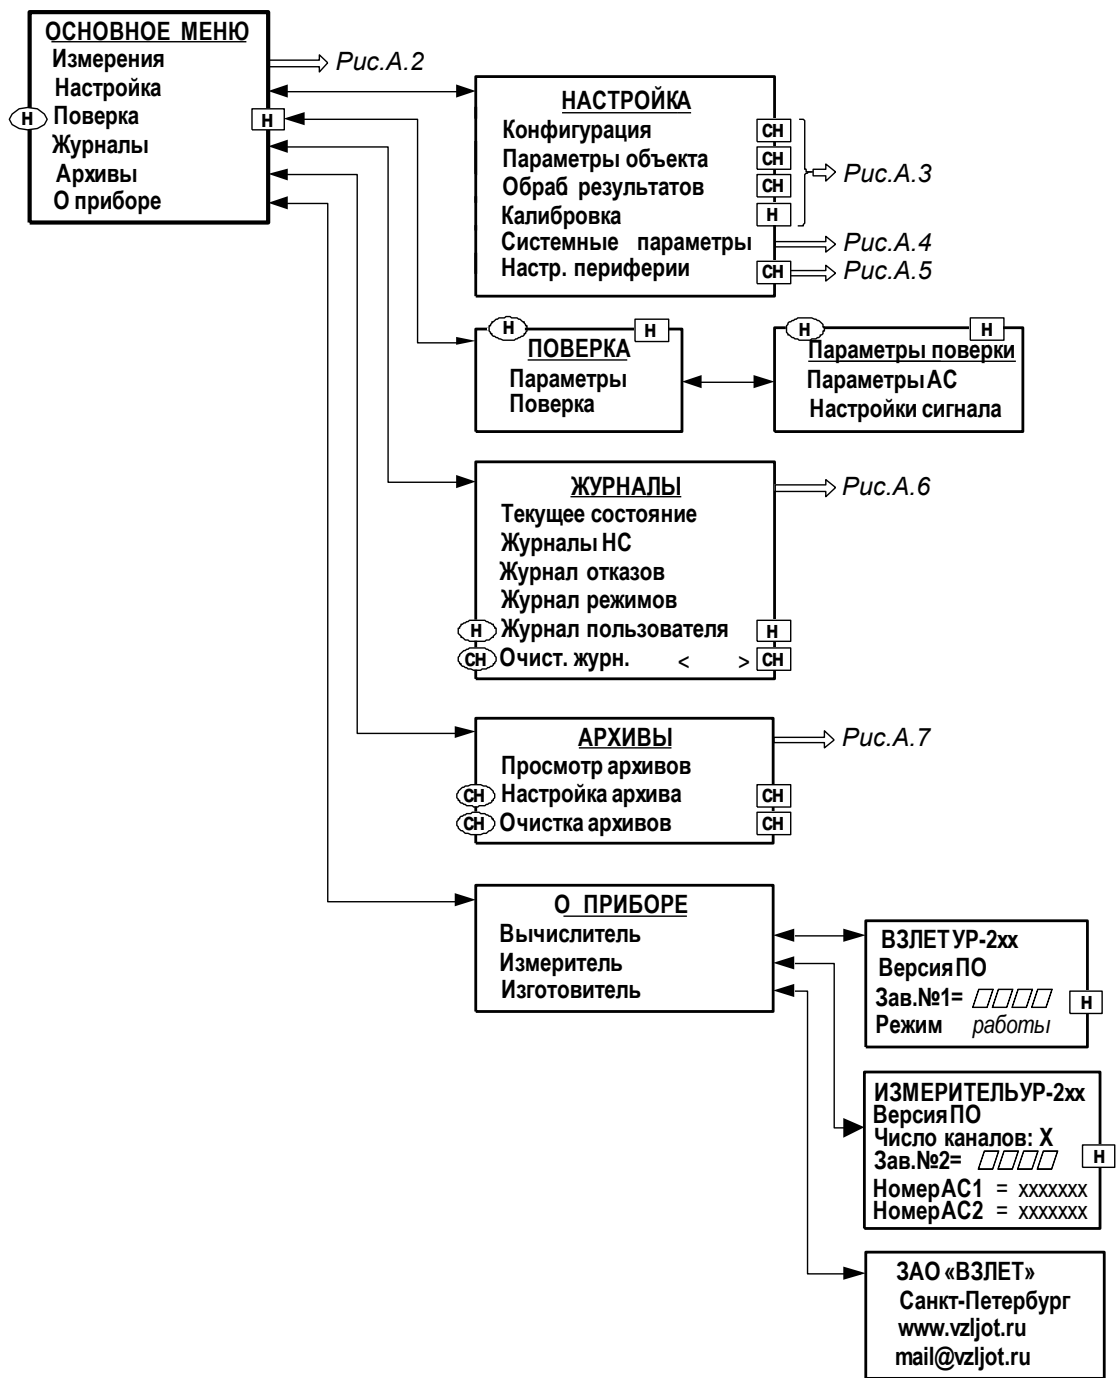 ОСНОВНОЕ МЕНЮ
Измерения
Рис.А.2
Настройка
Н Поверка Н
Журналы
Архивы
О приборе
НАСТРОЙКА
Конфигурация СН
Параметры объекта СН
Обраб результатов СН
Рис.А.3
Калибровка Н
Системные параметры
Рис.А.4
Настр. периферии СН
Рис.А.5
Н Н
ПОВЕРКА
Параметры
Поверка
Н Н
Параметры поверки
Параметры АС
Настройки сигнала
ЖУРНАЛЫ
Рис.А.6
Текущее состояние
Журналы НС
Журнал отказов
Журнал режимов
Н Журнал пользователя Н
СН Очист. журн. < > СН
АРХИВЫ
Рис.А.7
Просмотр архивов
СН Настройка архива СН
СН Очистка архивов СН
О ПРИБОРЕ
Вычислитель
Измеритель
Изготовитель
ВЗЛЕТ УР-2хх
Версия ПО
Зав.№1= Н
Режим работы
ИЗМЕРИТЕЛЬ УР-2хх
Версия ПО
Число каналов: Х
Зав.№2= Н
Номер АС1 = ххххххх
Номер АС2 = ххххххх
ЗАО «ВЗЛЕТ»
Санкт-Петербург
www.vzljot.ru
mail@vzljot.ru